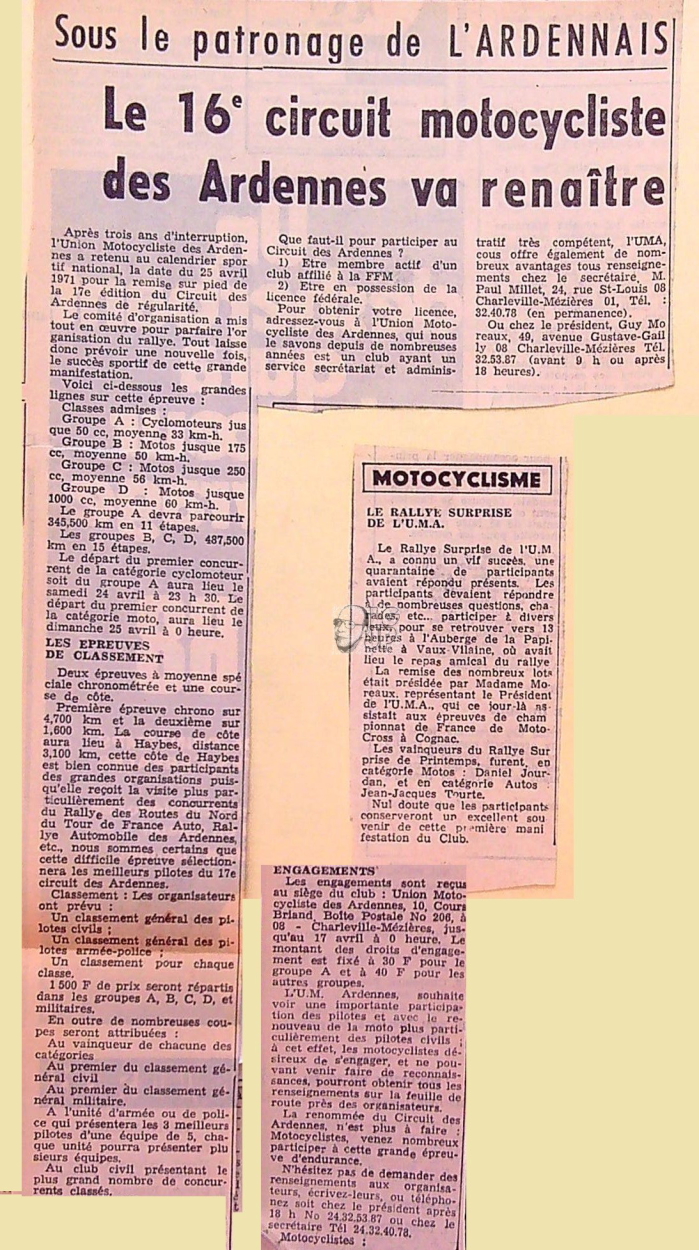 Sous le patronage de L'ARDENNAIS
Le 16e circuit motocycliste
des Ardennes va renaître
Après trois ans d'interruption,
l'Union Motocycliste des Arden-
nes a retenu au calendrier spor
tif national, la date du 25 avril
1971 pour la remise sur pied de
la 17e édition du Circuit des
Ardennes de régularité.
Le comité d'organisation a mis
tout en œuvre pour parfaire l'or
ganisation du rallye. Tout laisse
donc prévoir une nouvelle fois,
le succès sportif de cette grande
manifestation.
Voici ci-dessous les grandes
lignes sur cette épreuve :
Classes admises :
Groupe A : Cyclomoteurs jus
que 50 cc, moyenne 33 km-h.
Groupe B : Motos jusque 175
cc, moyenne 50 km-h.
Groupe C : Motos jusque 250
cc, moyenne 56 km-h.
Groupe D : Motos jusque
1000 cc, moyenne 60 km-h.
Le groupe A devra parcourir
345,500 km en 11 étapes.
Les groupes B, C, D, 487,500
km en 15 étapes.
Le départ du premier concur-
rent de la catégorie cyclomoteur
soit du groupe A aura lieu le
samedi 24 avril à 23 h 30. Le
départ du premier concurrent de
la catégorie moto, aura lieu le
dimanche 25 avril à 0 heure.
LES EPREUVES
DE CLASSEMENT
Deux épreuves à moyenne spé
ciale chronométrée et une cour-
se de côte.
Première épreuve chrono sur
4,700 km et la deuxième sur
1,600 km. La course de côte
aura lieu à Haybes, distance
3,100 km, cette côte de Haybes
est bien connue des participants
des grandes organisations puis-
qu'elle reçoit la visite plus par-
ticulièrement des concurrents
du Rallye des Routes du Nord
du Tour de France Auto, Ral-
lye Automobile des Ardennes,
etc., nous sommes certains que
cette difficile épreuve sélection-
nera les meilleurs pilotes du 17e
circuit des Ardennes.
Classement : Les organisateurs
ont prévu :
Un classement général des pi-
lotes civils ;
Un classement général des pi-
lotes armée-police ;
Un classement pour chaque
classe.
1 500 F de prix seront répartis
dans les groupes A, B, C, D, et
militaires.
En outre de nombreuses cou-
pes seront attribuées :
Au vainqueur de chacune des
catégories
Au premier du classement gé-
néral civil
Au premier du classement gé-
néral militaire.
A l'unité d'armée ou de poli-
ce qui présentera les 3 meilleurs
pilotes d'une équipe de 5, cha-
que unité pourra présenter plu
sieurs équipes.
Au club civil présentant le
plus grand nombre de concur-
rents classés.
Que faut-il pour participer au
Circuit des Ardennes ?
1) Etre membre actif d'un
club affilié à la FFM
2) Etre en possession de la
licence fédérale.
Pour obtenir votre licence,
adressez-vous à l'Union Moto-
cycliste des Ardennes, qui nous
le savons depuis de nombreuses
années est un club ayant un
service secrétariat et adminis-
tratif très compétent, l'UMA,
cous offre également de nom-
breux avantages tous renseigne-
ments chez le secrétaire, M.
Paul Millet, 24, rue St-Louis 08
Charleville-Mézières 01, Tél. :
32.40.78 (en permanence).
Ou chez le président, Guy Mo
reaux, 49, avenue Gustave-Gail
ly 08 Charleville-Mézières Tél.
32.53.87 (avant 9 h ou après
18 heures).
MOTOCYCLISME
LE RALLYE SURPRISE
DE L'U.M.A.
Le Rallye Surprise de l'U.M
A., a connu un vif succès, une
quarantaine de participants
avaient répondu présents. Les
participants devaient répondre
à de nombreuses questions, cha-
rades, etc... participer à divers
jeux, pour se retrouver vers 13
heures à l'Auberge de la Papi-
nette à Vaux-Vilaine, où avait
lieu le repas amical du rallye
La remise des nombreux lots
était présidée par Madame Mo-
reaux, représentant le Président
de l'U.M.A., qui ce jour-là as-
sistait aux épreuves de cham
pionnat de France de Moto-
Cross à Cognac.
Les vainqueurs du Rallye Sur
prise de Printemps, furent, en
catégorie Motos : Daniel Jour-
dan, et en catégorie Autos :
Jean-Jacques Tourte.
Nul doute que les participants
conserveront un excellent sou
venir de cette première mani
festation du Club.
ENGAGEMENTS
Les engagements sont reçus
au siège du club : Union Moto-
cycliste des Ardennes, 10, Cours
Briand, Boîte Postale No 206, à
08 - Charleville-Mézières, jus-
qu'au 17 avril à 0 heure. Le
montant des droits d'engage-
ment est fixé à 30 F pour le
groupe A et à 40 F pour les
autres groupes.
L'U.M. Ardennes, souhaite
voir une importante participa-
tion des pilotes et avec le re-
nouveau de la moto plus parti-
culièrement des pilotes civils ;
à cet effet, les motocyclistes dé-
sireux de s'engager, et ne pou-
vant venir faire de reconnais-
sances, pourront obtenir tous les
renseignements sur la feuille de
route près des organisateurs.
La renommée du Circuit des
Ardennes, n'est plus à faire :
Motocyclistes, venez nombreux
participer à cette grande épreu-
ve d'endurance.
N'hésitez pas de demander des
renseignements aux organisa-
teurs, écrivez-leurs, ou télépho-
nez soit chez le président après
18 h No 24.32.53.87 ou chez le
secrétaire Tél 24.32.40.78.
Motocyclistes :